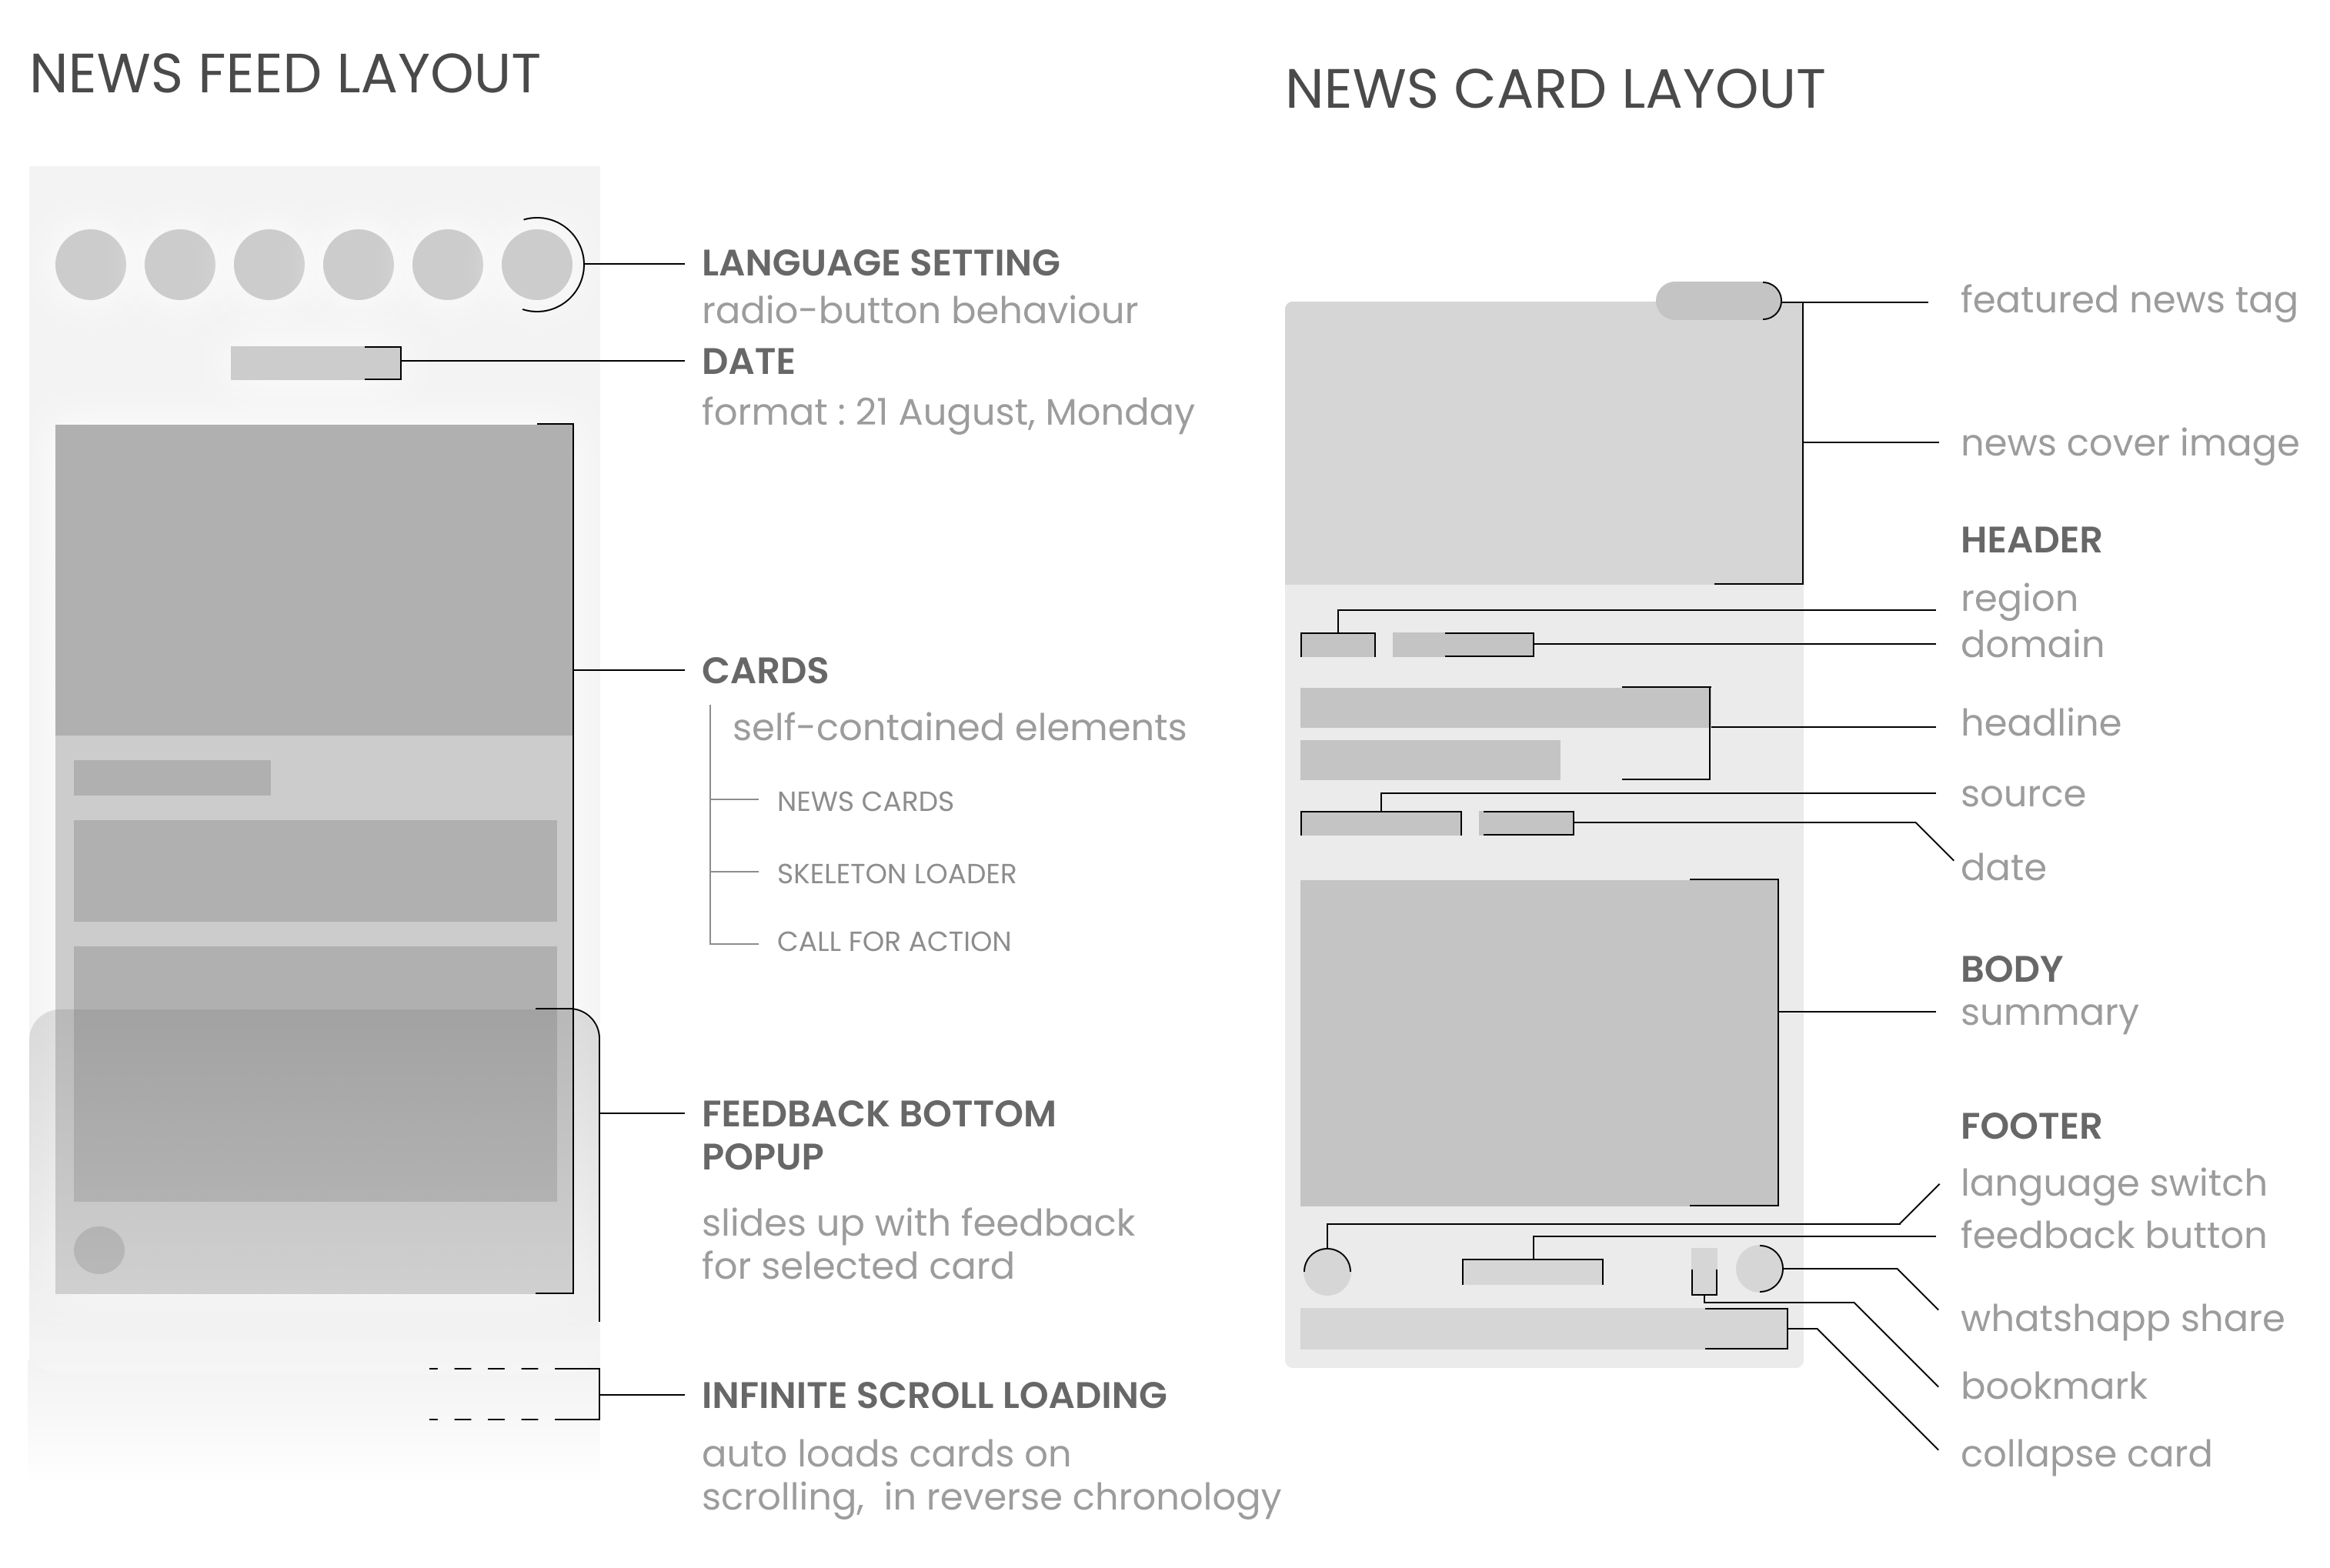 NEWS FEED LAYOUT
LANGUAGE SETTING
radio-button behaviour
DATE
format : 21 August, Monday
CARDS
self-contained elements
NEWS CARDS
SKELETON LOADER
CALL FOR ACTION
FEEDBACK BOTTOM
POPUP
slides up with feedback
for selected card
INFINITE SCROLL LOADING
auto loads cards on
scrolling, in reverse chronology
NEWS CARD LAYOUT
featured news tag
news cover image
HEADER
region
domain
headline
source
date
BODY
summary
FOOTER
language switch
feedback button
whatshapp share
bookmark
collapse card